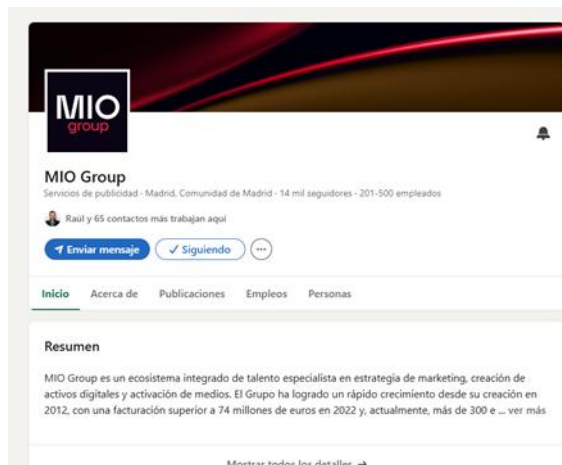 MIO
group
MIO Group
Servicios de publicidad · Madrid, Comunidad de Madrid · 14 mil seguidores · 201-500 empleados
Raúl y 65 contactos más trabajan aquí
Enviar mensaje
Siguiendo
Inicio Acerca de Publicaciones Empleos Personas
Resumen
MIO Group es un ecosistema integrado de talento especialista en estrategia de marketing, creación de
activos digitales y activación de medios. El Grupo ha logrado un rápido crecimiento desde su creación en
2012, con una facturación superior a 74 millones de euros en 2022 y, actualmente, más de 300 e ... ver más
Mostrar todos los detalles →